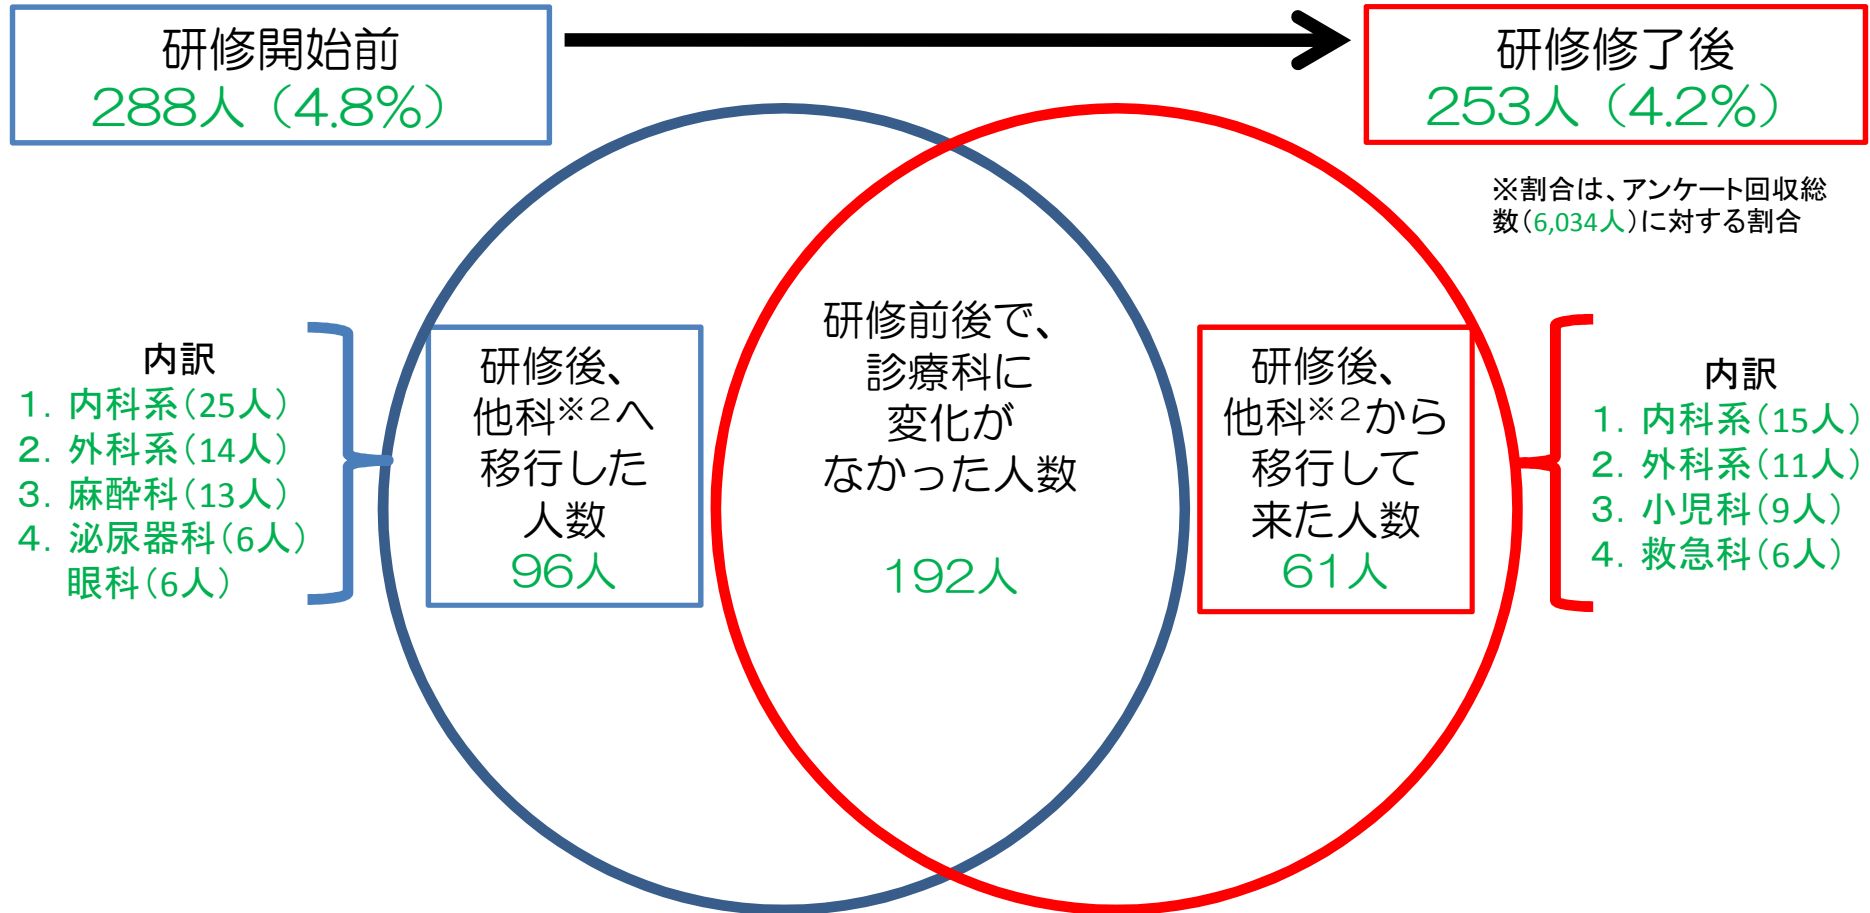 研修開始前
288人（4.8%）
研修修了後
253人（4.2%）
※割合は、アンケート回収総
数（6,034人）に対する割合
内訳
1. 内科系（25人）
2. 外科系（14人）
3. 麻酔科（13人）
4. 泌尿器科（6人）
眼科（6人）
研修後、
他科※2へ
移行した
人数
96人
研修前後で、
診療科に
変化が
なかった人数
192人
研修後、
他科※2から
移行して
来た人数
61人
内訳
1. 内科系（15人）
2. 外科系（11人）
3. 小児科（9人）
4. 救急科（6人）